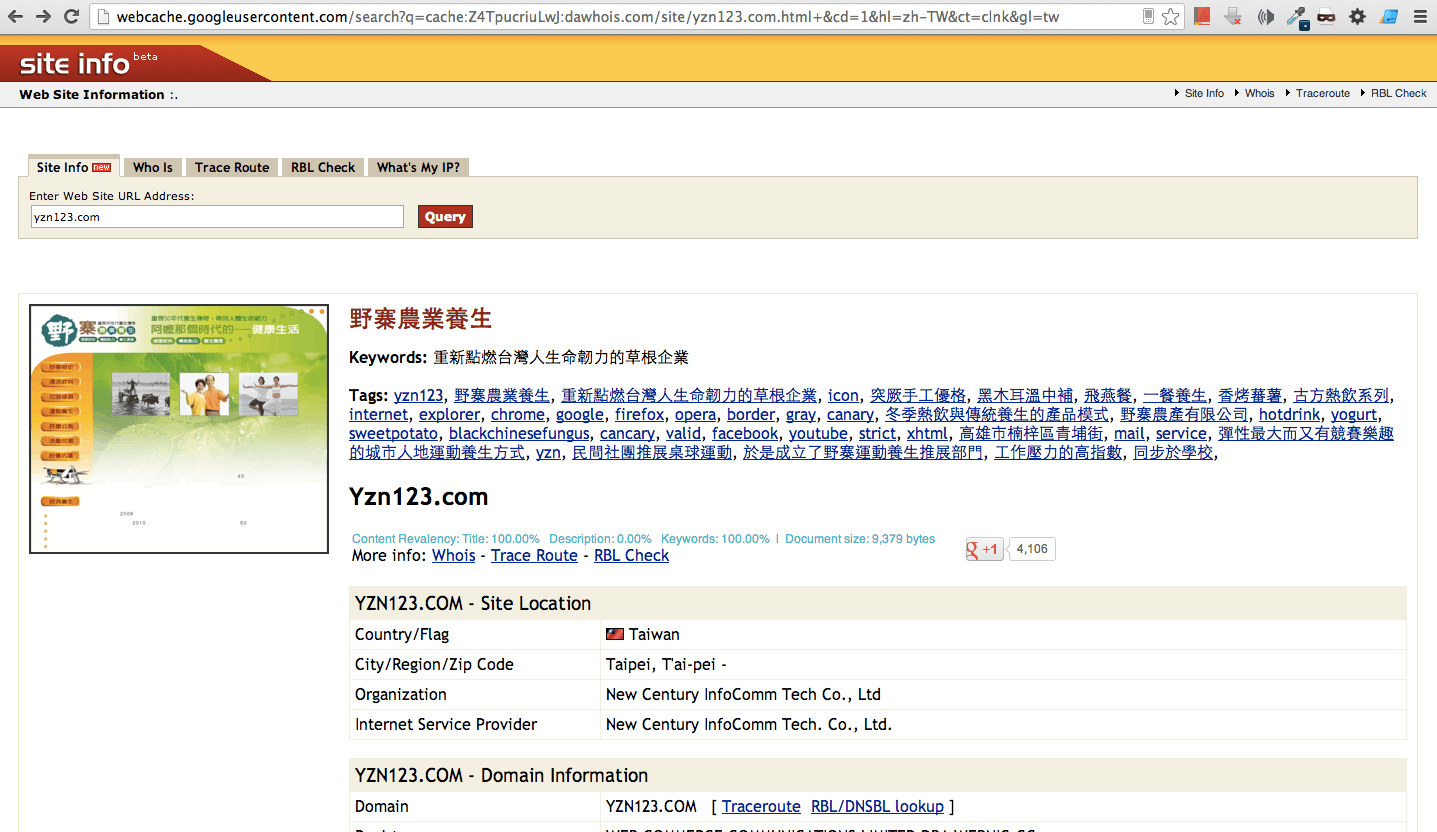 webcache.googleusercontent.com/search?q=cache:Z4TpucriuLwJ:dawhois.com/site/yzn123.com.html+&cd=1&hl=zh-TW&ct=clnk&gl=tw
site info beta
Web Site Information :.
Site Info Whois Traceroute RBL Check
Site Info new Who Is Trace Route RBL Check What's My IP?
Enter Web Site URL Address:
yzn123.com Query
野寨農業養生
Keywords: 重新點燃台灣人生命韌力的草根企業
Tags: yzn123, 野寨農業養生, 重新點燃台灣人生命韌力的草根企業, icon, 突厥手工優格, 黑木耳溫中補, 飛燕餐, 一餐養生, 香烤蕃薯, 古方熱飲系列,
internet, explorer, chrome, google, firefox, opera, border, gray, canary, 冬季熱飲與傳統養生的產品模式, 野寨農產有限公司, hotdrink, yogurt,
sweetpotato, blackchinesefungus, cancary, valid, facebook, youtube, strict, xhtml, 高雄市楠梓區青埔街, mail, service, 彈性最大而又有競賽樂趣
的城市人地運動養生方式, yzn, 民間社團推展桌球運動, 於是成立了野寨運動養生推展部門, 工作壓力的高指數, 同步於學校,
Yzn123.com
Content Revalency: Title: 100.00% Description: 0.00% Keywords: 100.00% | Document size: 9,379 bytes
More info: Whois - Trace Route - RBL Check
+1 4,106
YZN123.COM - Site Location
Country/Flag Taiwan
City/Region/Zip Code Taipei, T'ai-pei -
Organization New Century InfoComm Tech Co., Ltd
Internet Service Provider New Century InfoComm Tech. Co., Ltd.
YZN123.COM - Domain Information
Domain YZN123.COM [ Traceroute RBL/DNSBL lookup ]
野寨
阿嬤那個時代的——健康生活
2008
2010
40
50